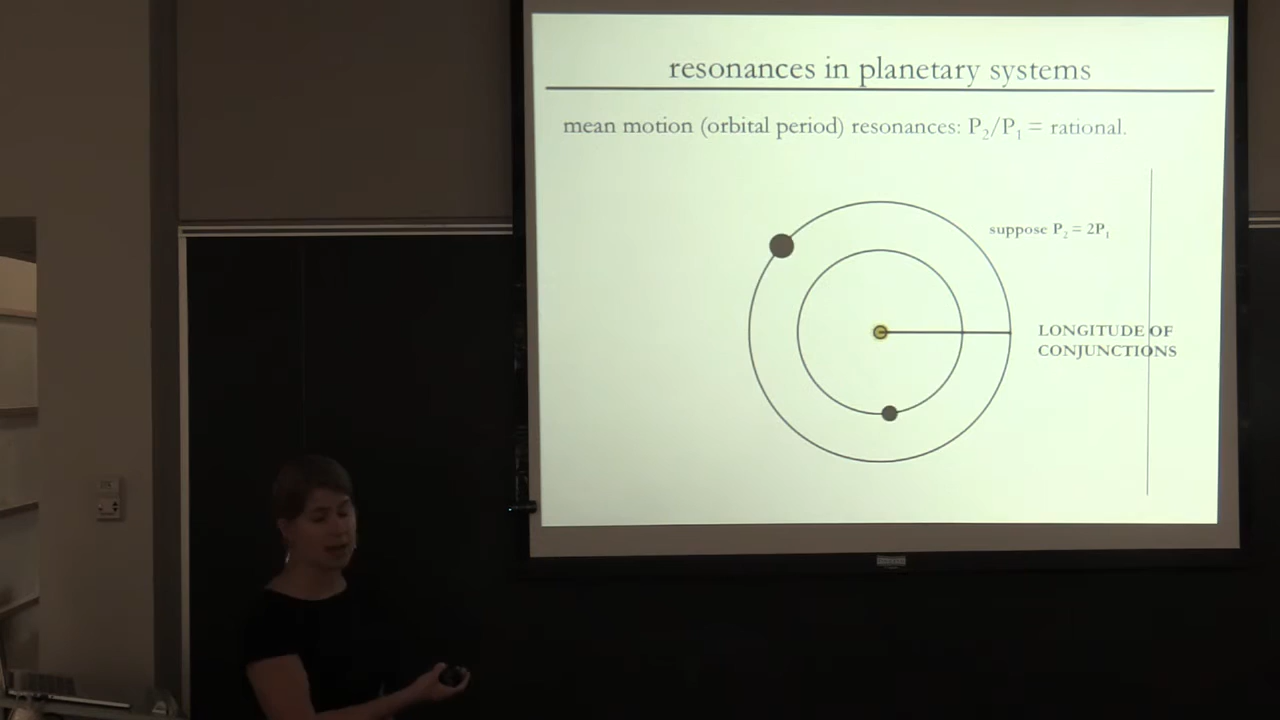 resonances in planetary systems
mean motion (orbital period) resonances: P₂/P₁ = rational.
suppose P₂ = 2P₁
LONGITUDE OF
CONJUNCTIONS